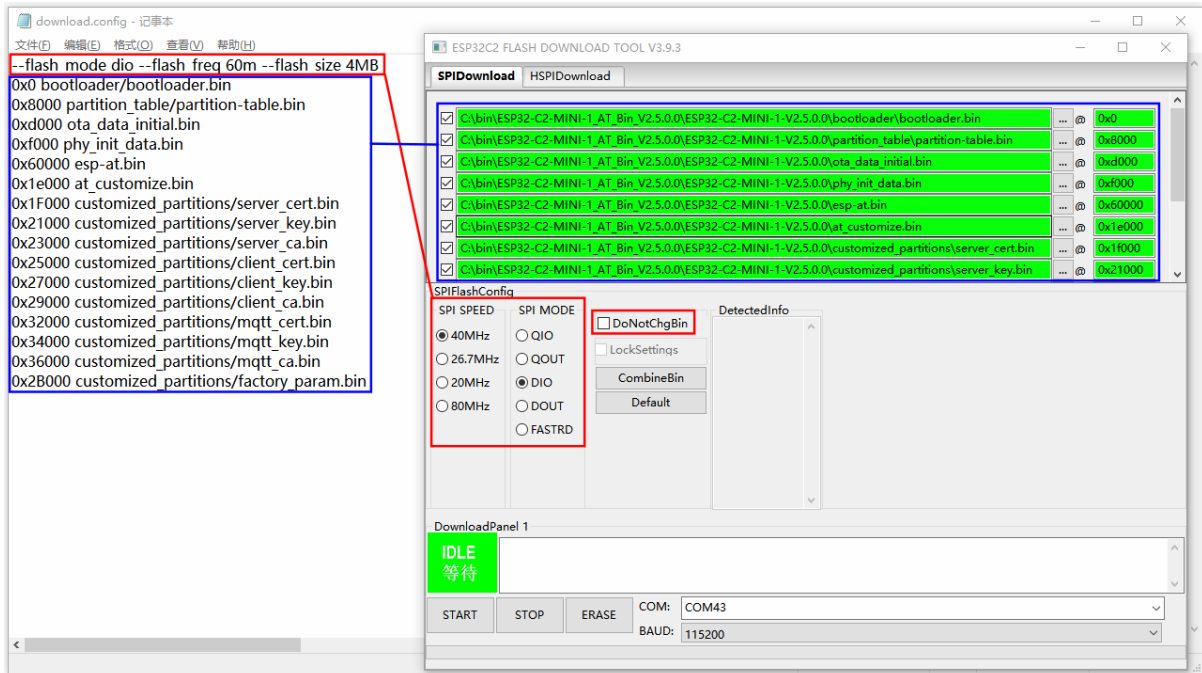 download.config - 记事本
文件(F) 编辑(E) 格式(O) 查看(V) 帮助(H)
--flash_mode dio --flash_freq 60m --flash_size 4MB
0x0 bootloader/bootloader.bin
0x8000 partition_table/partition-table.bin
0xd000 ota_data_initial.bin
0xf000 phy_init_data.bin
0x60000 esp-at.bin
0x1e000 at_customize.bin
0x1F000 customized_partitions/server_cert.bin
0x21000 customized_partitions/server_key.bin
0x23000 customized_partitions/server_ca.bin
0x25000 customized_partitions/client_cert.bin
0x27000 customized_partitions/client_key.bin
0x29000 customized_partitions/client_ca.bin
0x32000 customized_partitions/mqtt_cert.bin
0x34000 customized_partitions/mqtt_key.bin
0x36000 customized_partitions/mqtt_ca.bin
0x2B000 customized_partitions/factory_param.bin
ESP32C2 FLASH DOWNLOAD TOOL V3.9.3
SPIDownload HSPIDownload
C:\bin\ESP32-C2-MINI-1_AT_Bin_V2.5.0.0\ESP32-C2-MINI-1-V2.5.0.0\bootloader\bootloader.bin ... @ 0x0
C:\bin\ESP32-C2-MINI-1_AT_Bin_V2.5.0.0\ESP32-C2-MINI-1-V2.5.0.0\partition_table\partition-table.bin ... @ 0x8000
C:\bin\ESP32-C2-MINI-1_AT_Bin_V2.5.0.0\ESP32-C2-MINI-1-V2.5.0.0\ota_data_initial.bin ... @ 0xd000
C:\bin\ESP32-C2-MINI-1_AT_Bin_V2.5.0.0\ESP32-C2-MINI-1-V2.5.0.0\phy_init_data.bin ... @ 0xf000
C:\bin\ESP32-C2-MINI-1_AT_Bin_V2.5.0.0\ESP32-C2-MINI-1-V2.5.0.0\esp-at.bin ... @ 0x60000
C:\bin\ESP32-C2-MINI-1_AT_Bin_V2.5.0.0\ESP32-C2-MINI-1-V2.5.0.0\at_customize.bin ... @ 0x1e000
C:\bin\ESP32-C2-MINI-1_AT_Bin_V2.5.0.0\ESP32-C2-MINI-1-V2.5.0.0\customized_partitions\server_cert.bin ... @ 0x1f000
C:\bin\ESP32-C2-MINI-1_AT_Bin_V2.5.0.0\ESP32-C2-MINI-1-V2.5.0.0\customized_partitions\server_key.bin ... @ 0x21000
SPIFlashConfig
SPI SPEED SPI MODE DetectedInfo
DoNotChgBin
40MHz QIO
LockSettings
26.7MHz QOUT
CombineBin
20MHz DIO
Default
80MHz DOUT
FASTRD
DownloadPanel 1
IDLE
等待
START STOP ERASE
COM: COM43
BAUD: 115200